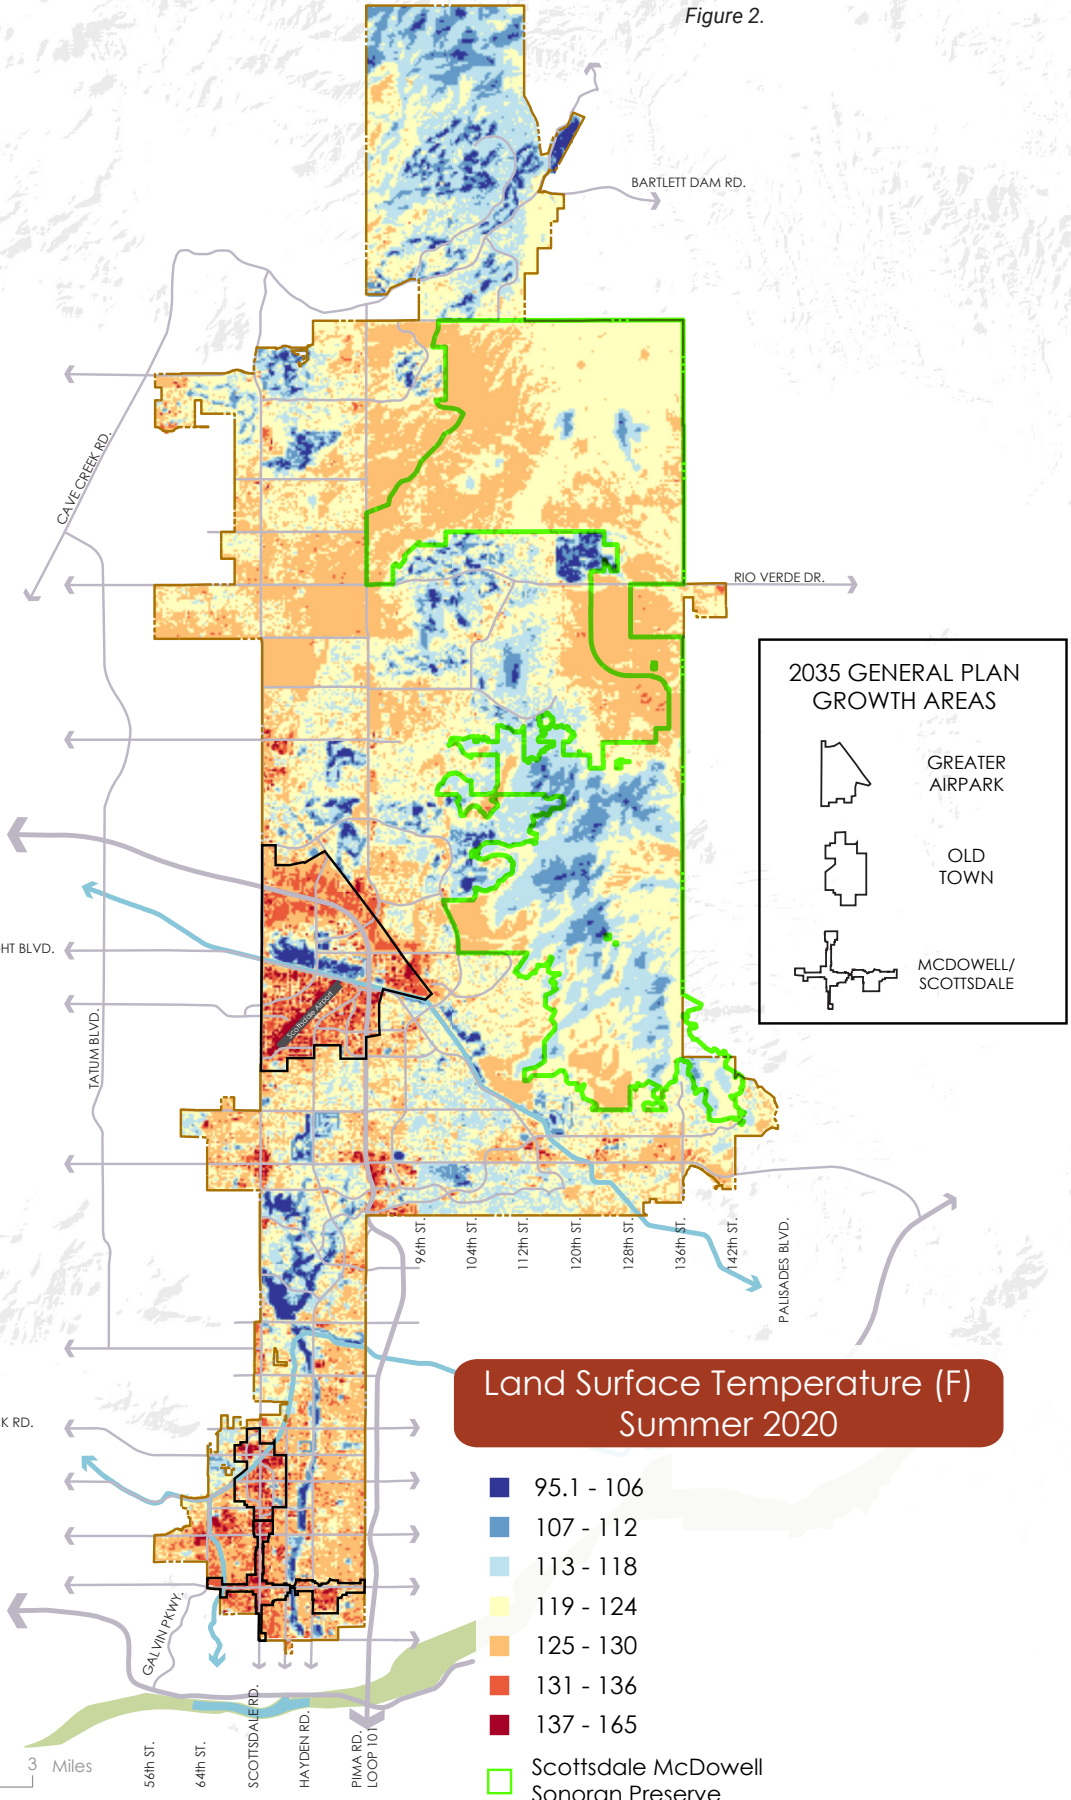 Figure 2.
BARTLETT DAM RD.
CAVE CREEK RD.
RIO VERDE DR.
2035 GENERAL PLAN
GROWTH AREAS
GREATER
AIRPARK
OLD
TOWN
MCDOWELL/
SCOTTSDALE
HT BLVD.
Scottsdale Airport
TATUM BLVD.
96th ST.
104th ST.
112th ST.
120th ST.
128th ST.
136th ST.
142th ST.
PALISADES BLVD.
Land Surface Temperature (F)
Summer 2020
K RD.
95.1 - 106
107 - 112
113 - 118
119 - 124
125 - 130
131 - 136
137 - 165
Scottsdale McDowell
Sonoran Preserve
GALVIN PKWY.
3 Miles
56th ST.
64th ST.
SCOTTSDALE RD.
HAYDEN RD.
PIMA RD.
LOOP 101